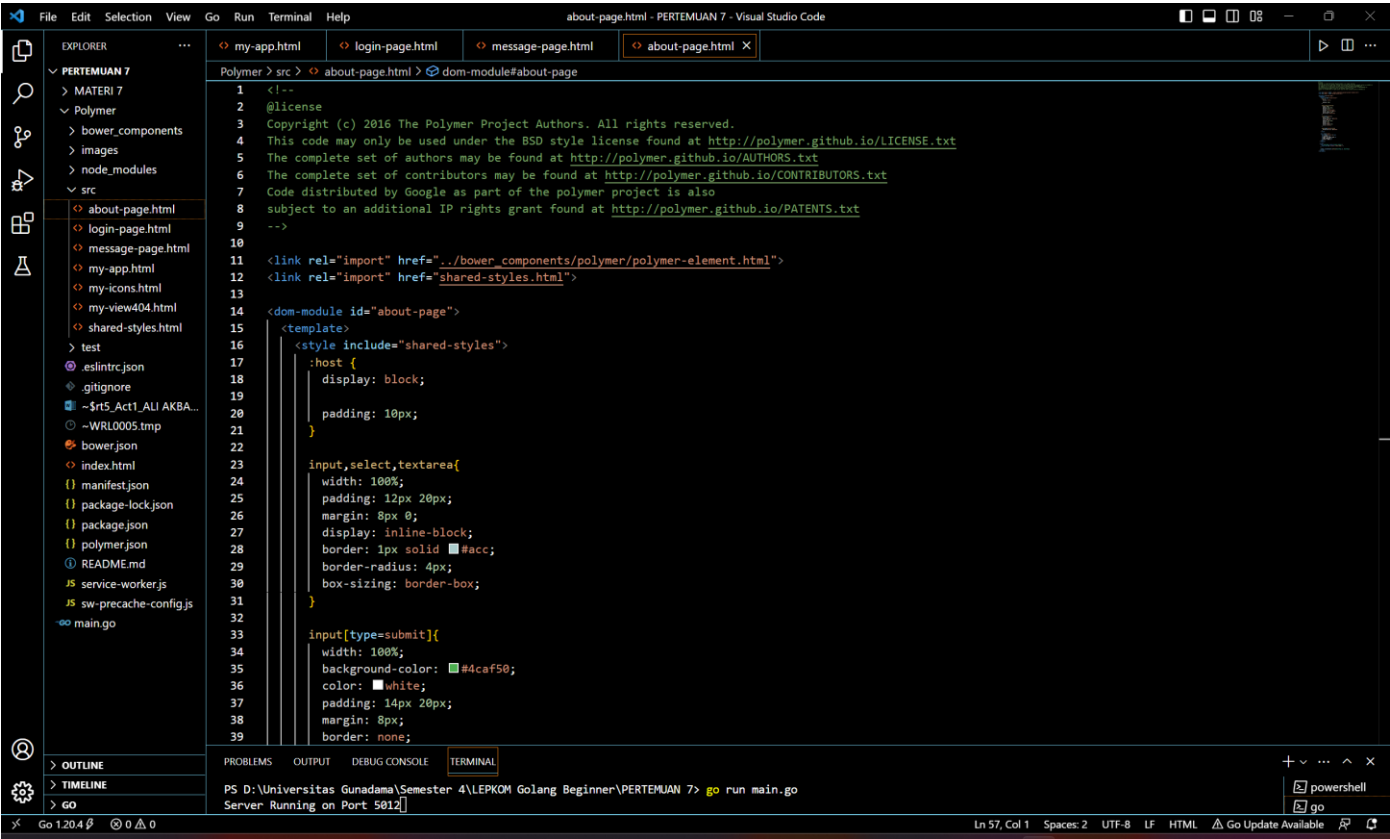 File Edit Selection View Go Run Terminal Help
about-page.html - PERTEMUAN 7 - Visual Studio Code
EXPLORER
PERTEMUAN 7
MATERI 7
Polymer
bower_components
images
node_modules
src
about-page.html
login-page.html
message-page.html
my-app.html
my-icons.html
my-view404.html
shared-styles.html
test
.eslintrc.json
.gitignore
~$rt5_Act1_ALI AKBA...
~WRL0005.tmp
bower.json
index.html
manifest.json
package-lock.json
package.json
polymer.json
README.md
JS service-worker.js
JS sw-precache-config.js
main.go
OUTLINE
TIMELINE
GO
my-app.html login-page.html message-page.html about-page.html
Polymer > src > about-page.html > dom-module#about-page
1 <!--
2 @license
3 Copyright (c) 2016 The Polymer Project Authors. All rights reserved.
4 This code may only be used under the BSD style license found at http://polymer.github.io/LICENSE.txt
5 The complete set of authors may be found at http://polymer.github.io/AUTHORS.txt
6 The complete set of contributors may be found at http://polymer.github.io/CONTRIBUTORS.txt
7 Code distributed by Google as part of the polymer project is also
8 subject to an additional IP rights grant found at http://polymer.github.io/PATENTS.txt
9 -->
10
11 <link rel="import" href="../bower_components/polymer/polymer-element.html">
12 <link rel="import" href="shared-styles.html">
13
14 <dom-module id="about-page">
15 <template>
16 <style include="shared-styles">
17 :host {
18 display: block;
19
20 padding: 10px;
21 }
22
23 input,select,textarea{
24 width: 100%;
25 padding: 12px 20px;
26 margin: 8px 0;
27 display: inline-block;
28 border: 1px solid #acc;
29 border-radius: 4px;
30 box-sizing: border-box;
31 }
32
33 input[type=submit]{
34 width: 100%;
35 background-color: #4caf50;
36 color: white;
37 padding: 14px 20px;
38 margin: 8px;
39 border: none;
PROBLEMS OUTPUT DEBUG CONSOLE TERMINAL
PS D:\Universitas Gunadama\Semester 4\LEPKOM Golang Beginner\PERTEMUAN 7> go run main.go
Server Running on Port 5012
powershell
go
Go 1.20.4 0 0
Ln 57, Col 1 Spaces: 2 UTF-8 LF HTML Go Update Available